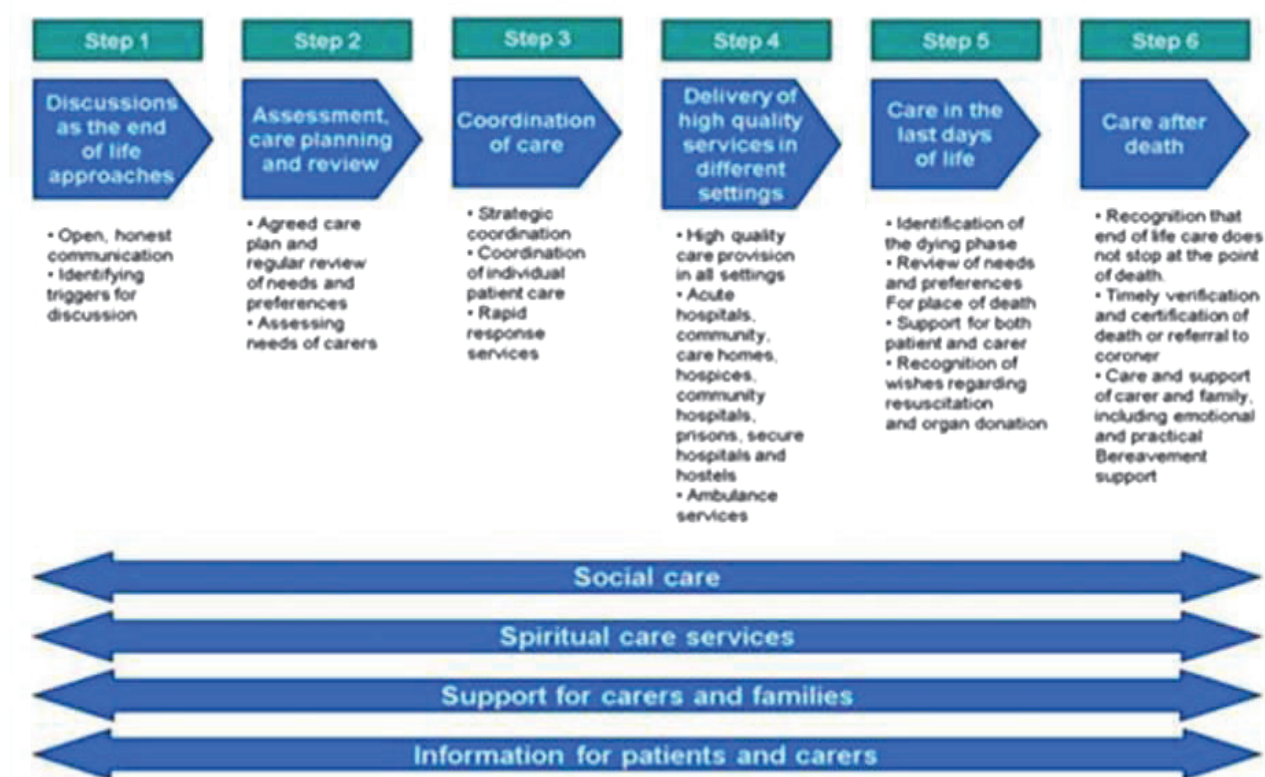 Step 1
Discussions
as the end
of life
approaches
• Open, honest
communication
• Identifying
triggers for
discussion
Step 2
Assessment,
care planning
and review
• Agreed care
plan and
regular review
of needs and
preferences
• Assessing
needs of carers
Step 3
Coordination
of care
• Strategic
coordination
• Coordination
of individual
patient care
• Rapid
response
services
Step 4
Delivery of
high quality
services in
different
settings
• High quality
care provision
in all settings
• Acute
hospitals,
community,
care homes,
hospices,
community
hospitals,
prisons, secure
hospitals and
hostels
• Ambulance
services
Step 5
Care in the
last days
of life
• Identification of
the dying phase
• Review of needs
and preferences
For place of death
• Support for both
patient and carer
• Recognition of
wishes regarding
resuscitation
and organ donation
Step 6
Care after
death
• Recognition that
end of life care does
not stop at the point
of death.
• Timely verification
and certification of
death or referral to
coroner
• Care and support
of carer and family,
including emotional
and practical
Bereavement
support
Social care
Spiritual care services
Support for carers and families
Information for patients and carers